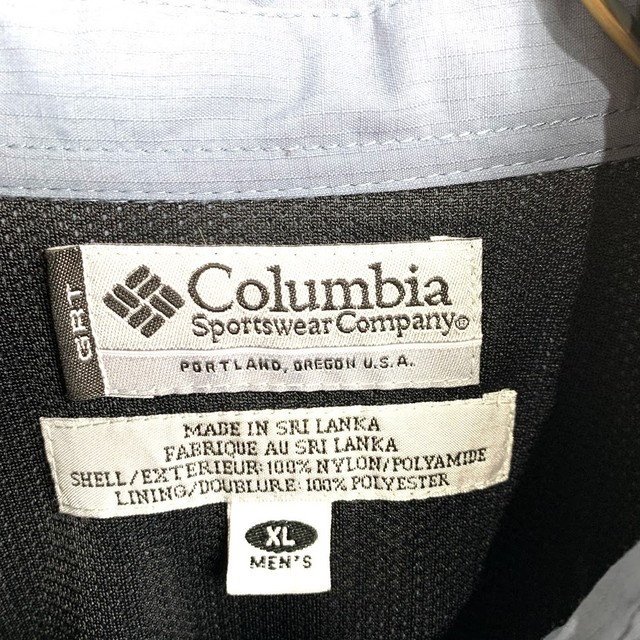 GRT
Columbia
Sportswear Company®
PORTLAND, OREGON U.S.A.
MADE IN SRI LANKA
FABRIQUE AU SRI LANKA
SHELL/EXTERIEUR: 100% NYLON/POLYAMIDE
LINING/DOUBLURE: 100% POLYESTER
XL
MEN'S